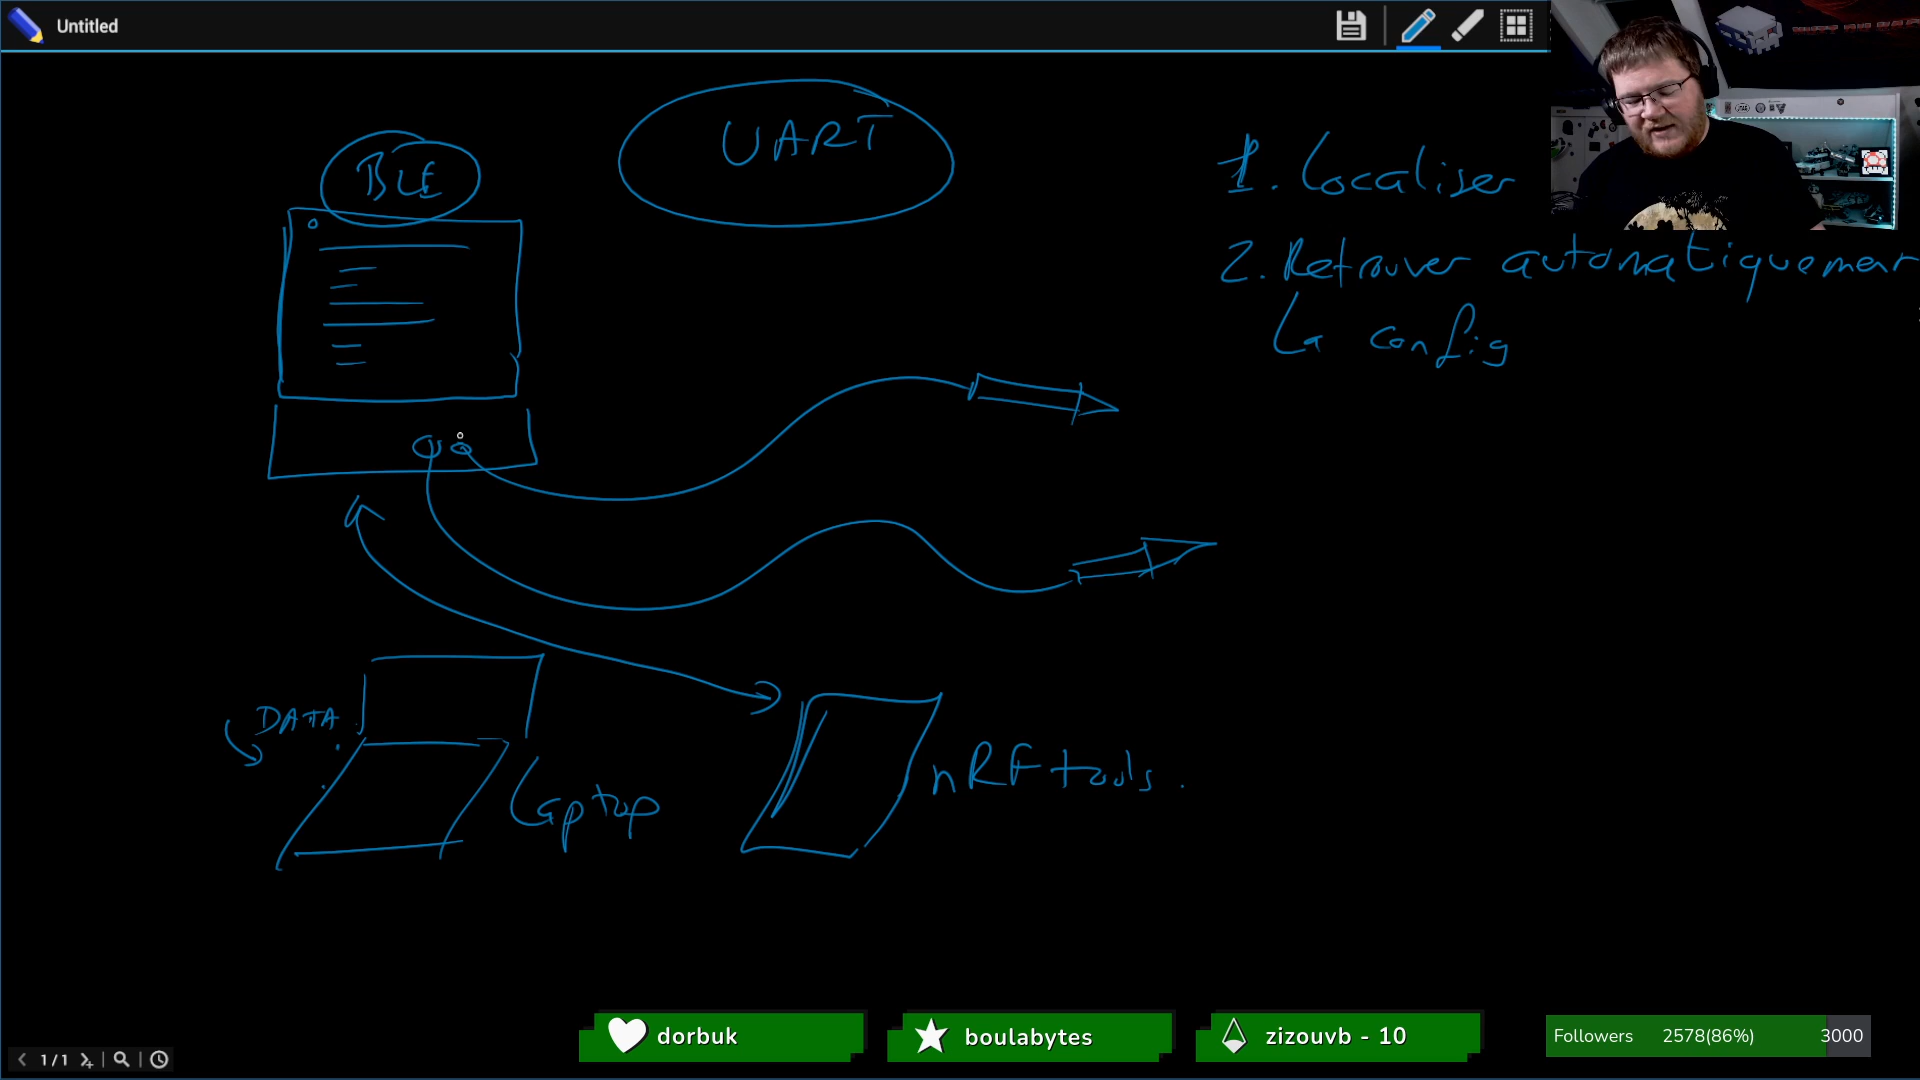 Untitled
UART
BLE
1. Localiser
2. Retrouver automatiquemen
la config
DATA
Laptop
nRF tools.
1/1
dorbuk
boulabytes
zizouvb - 10
Followers 2578(86%) 3000